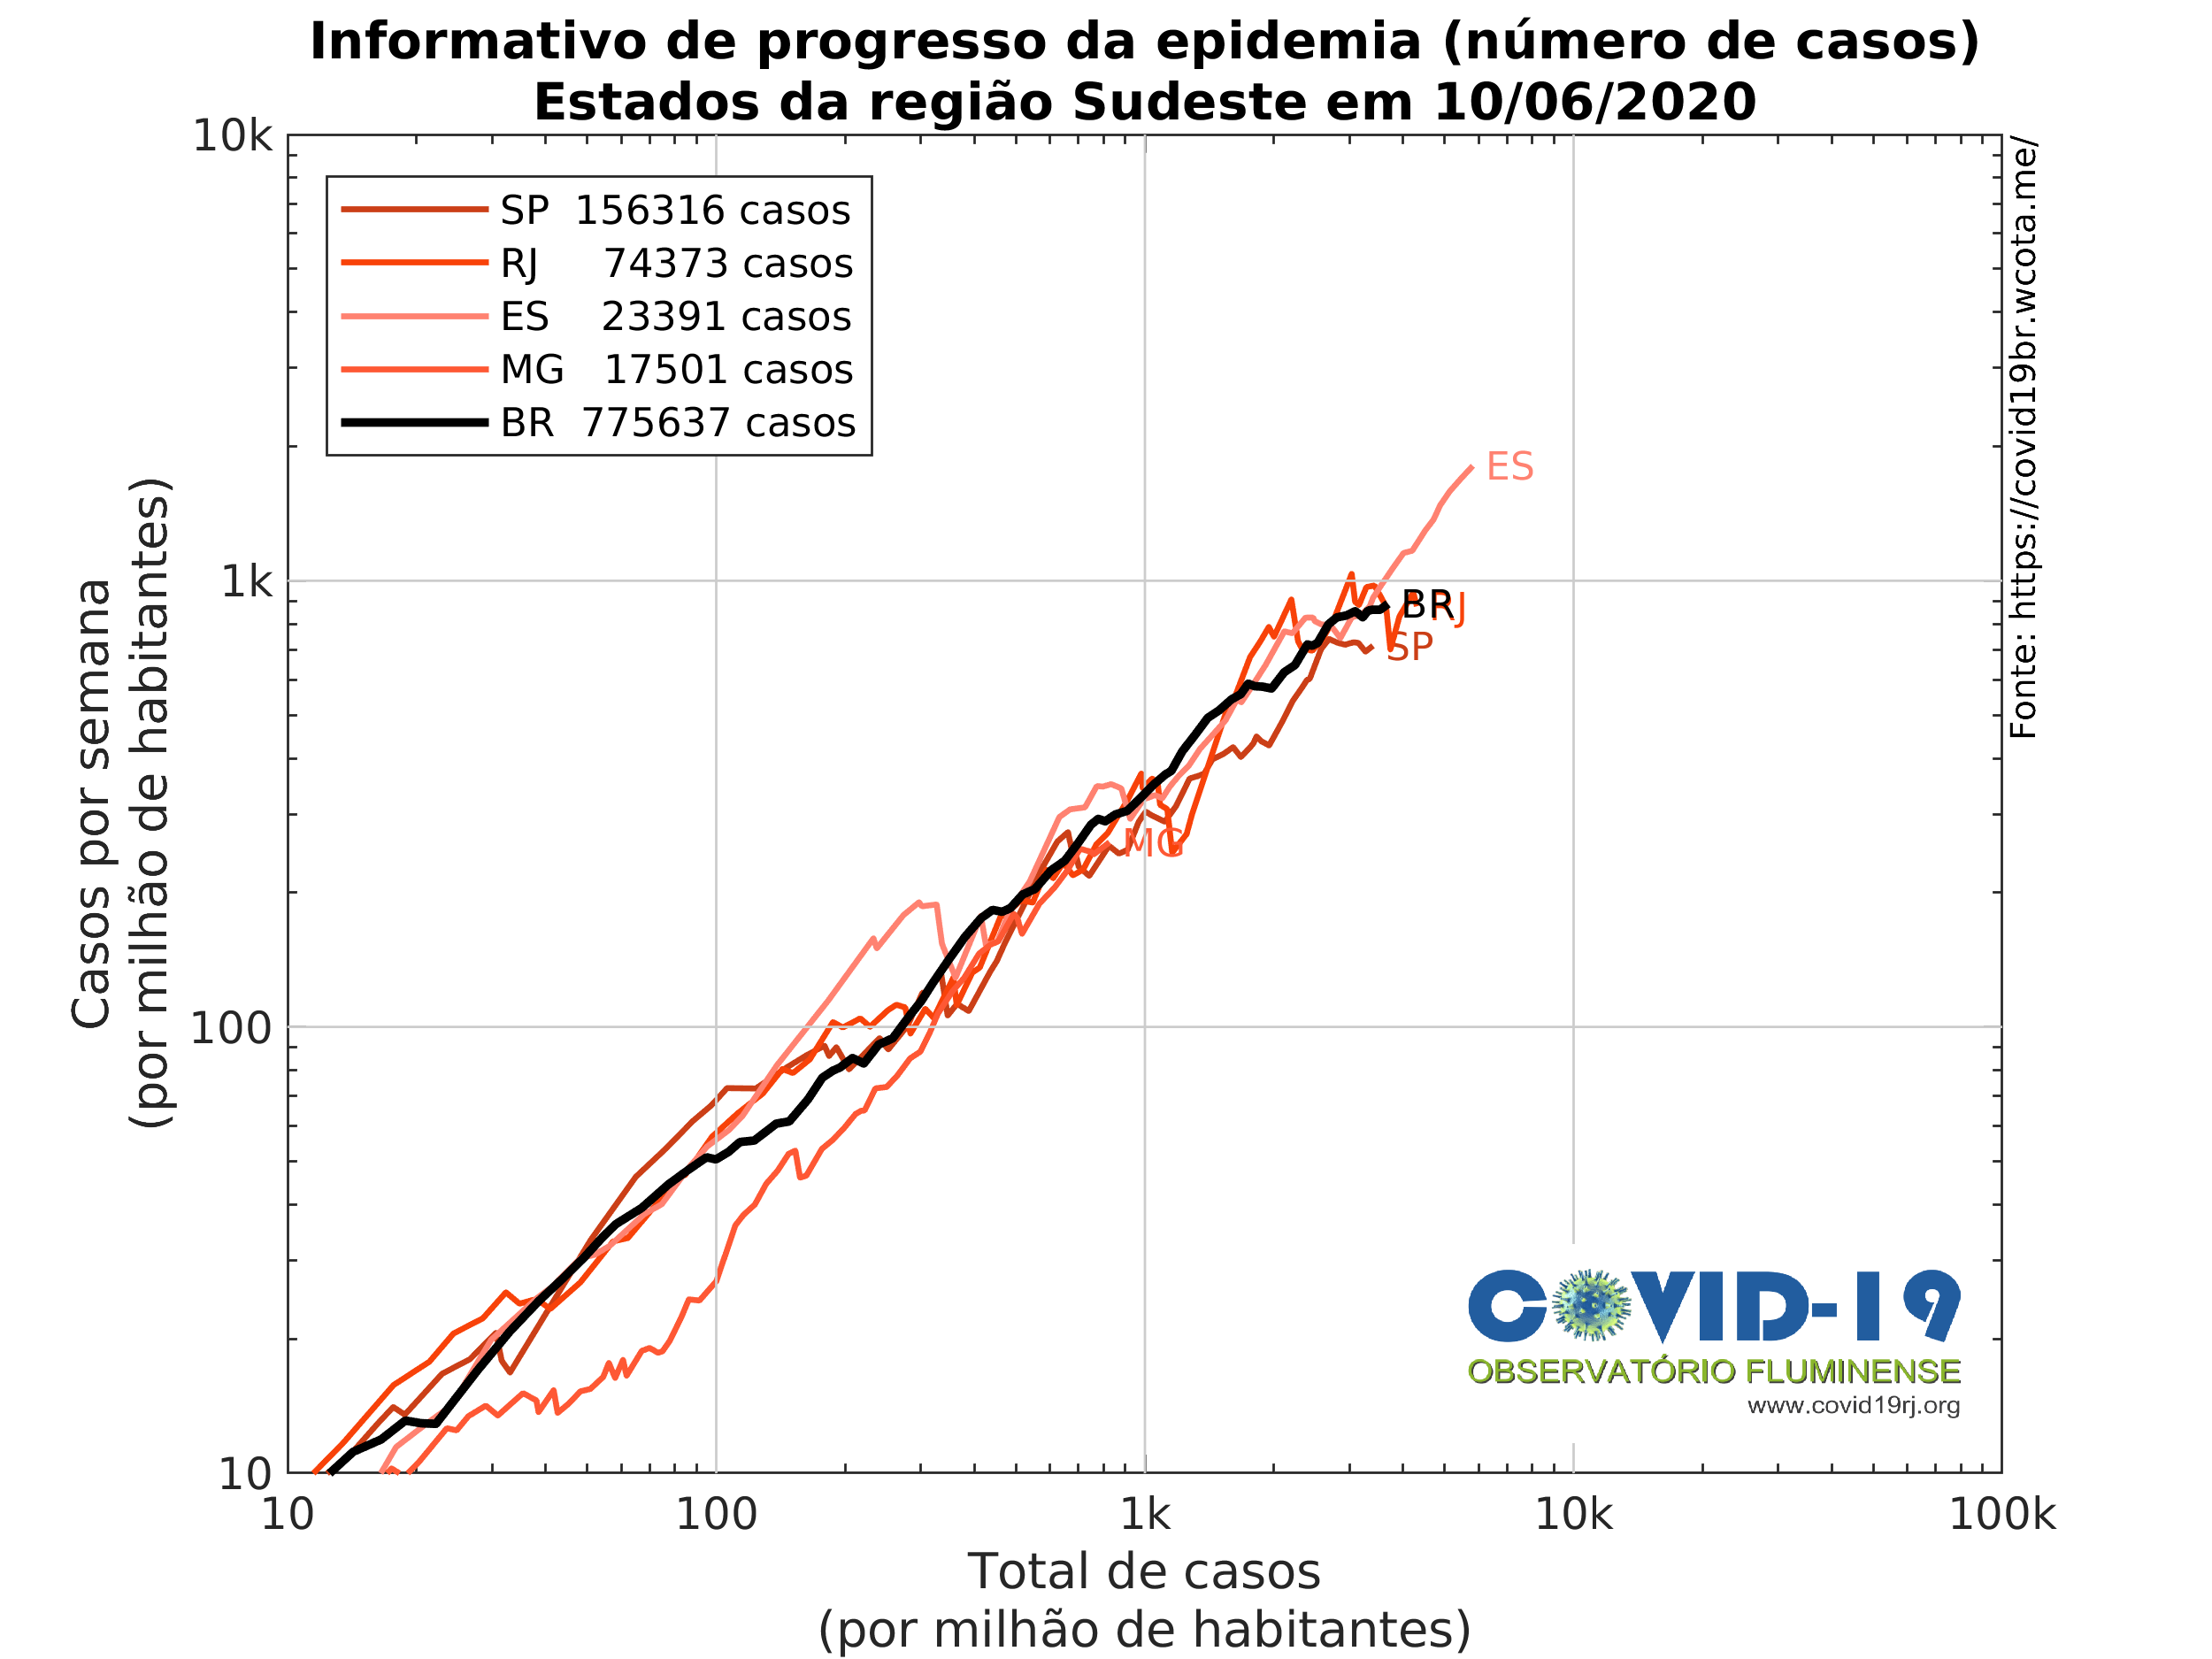 Informativo de progresso da epidemia (número de casos)
Estados da região Sudeste em 10/06/2020
10k
1k
100
10
Casos por semana
(por milhão de habitantes)
SP 156316 casos
RJ 74373 casos
ES 23391 casos
MG 17501 casos
BR 775637 casos
ES
RJ
BR
SP
MG
Fonte: https://covid19br.wcota.me/
COVID-19
OBSERVATÓRIO FLUMINENSE
www.covid19rj.org
10
100
1k
10k
100k
Total de casos
(por milhão de habitantes)